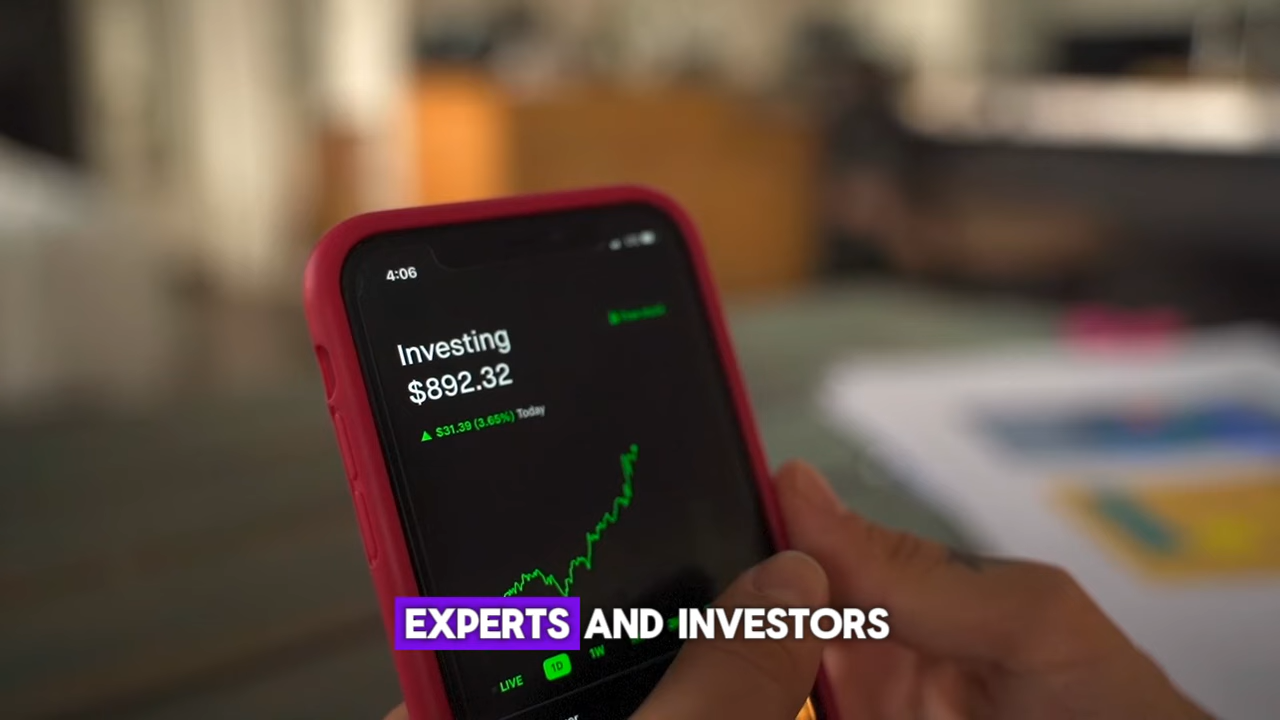 4:06
Investing
$892.32
▲ $31.39 (3.65%) Today
EXPERTS AND INVESTORS
LIVE 1D 1W